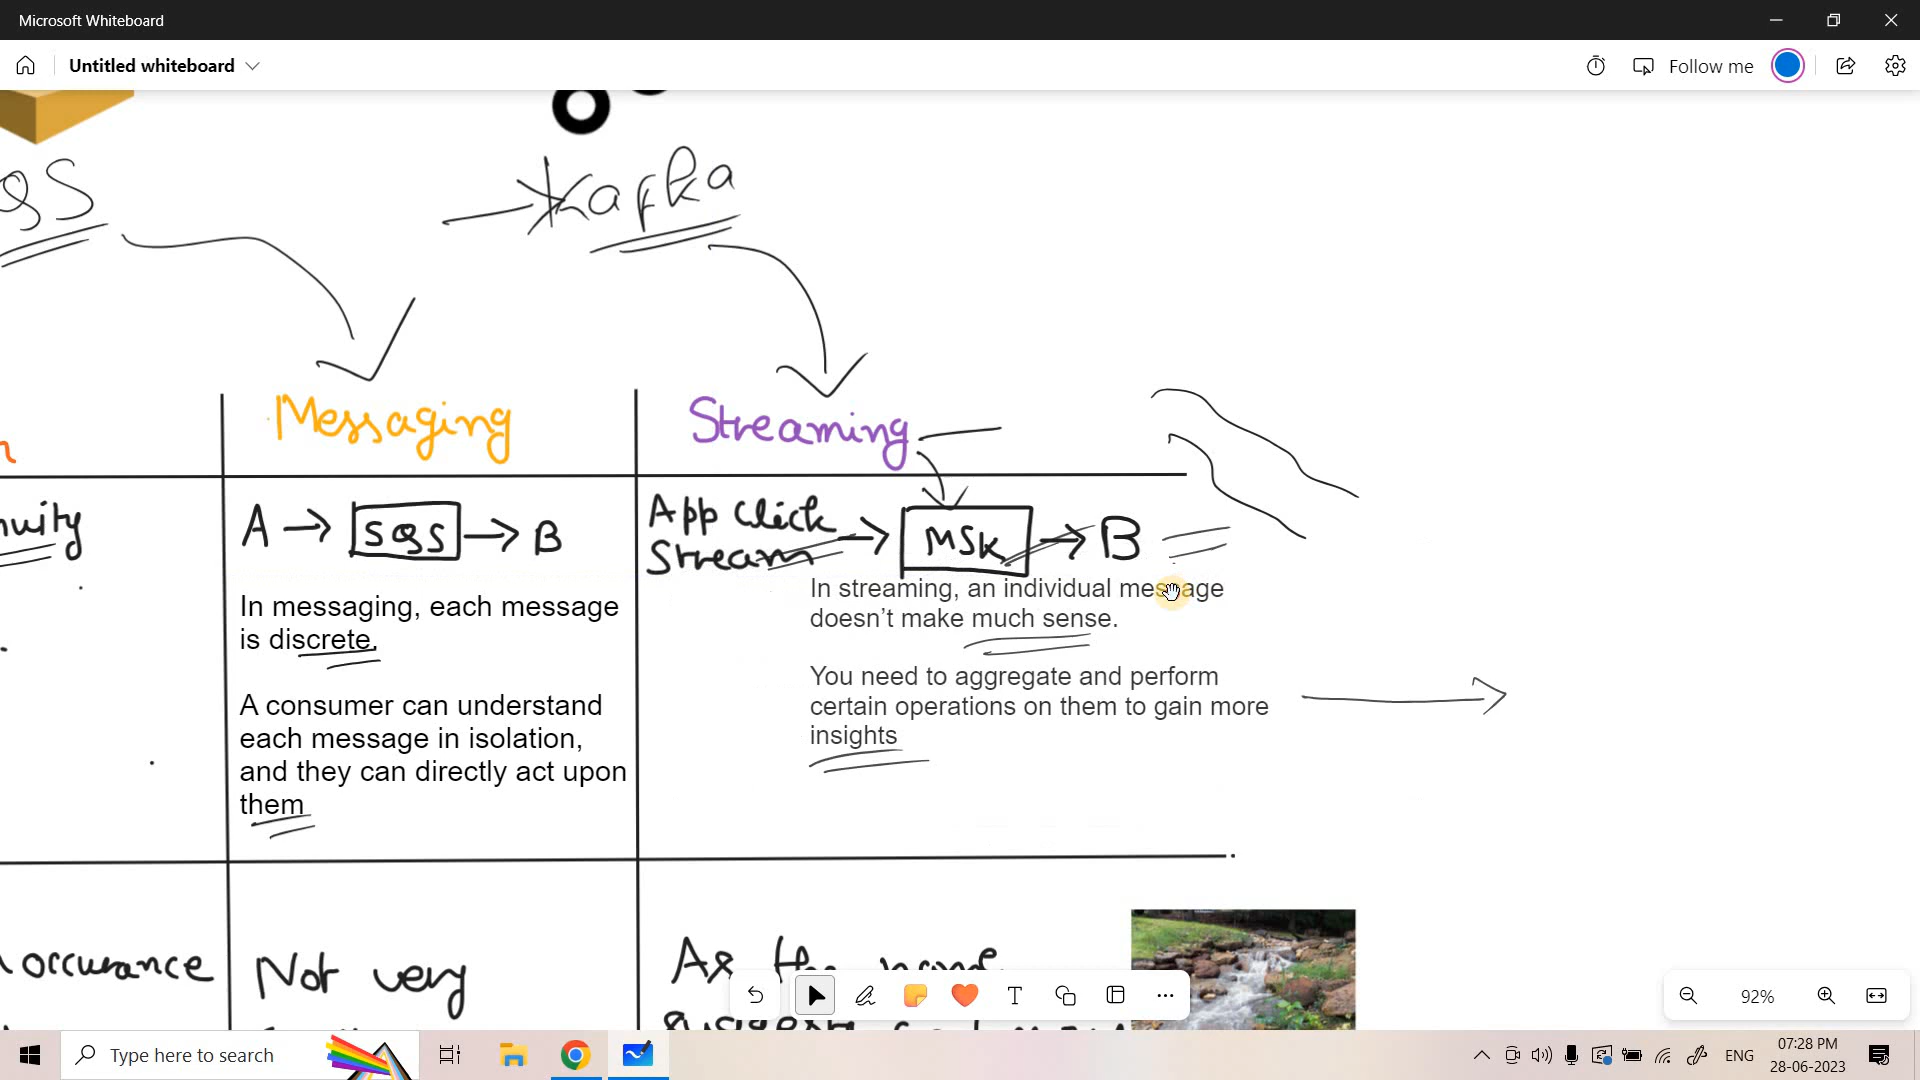 Microsoft Whiteboard
Untitled whiteboard
Follow me
Kafka
Messaging
Streaming
A → SQS → B
App Click
Stream → MSK → B
In messaging, each message
is discrete.
A consumer can understand
each message in isolation,
and they can directly act upon
them
In streaming, an individual message
doesn't make much sense.
You need to aggregate and perform
certain operations on them to gain more
insights
occurance
Not very
As the name
92%
Type here to search
ENG
07:28 PM
28-06-2023